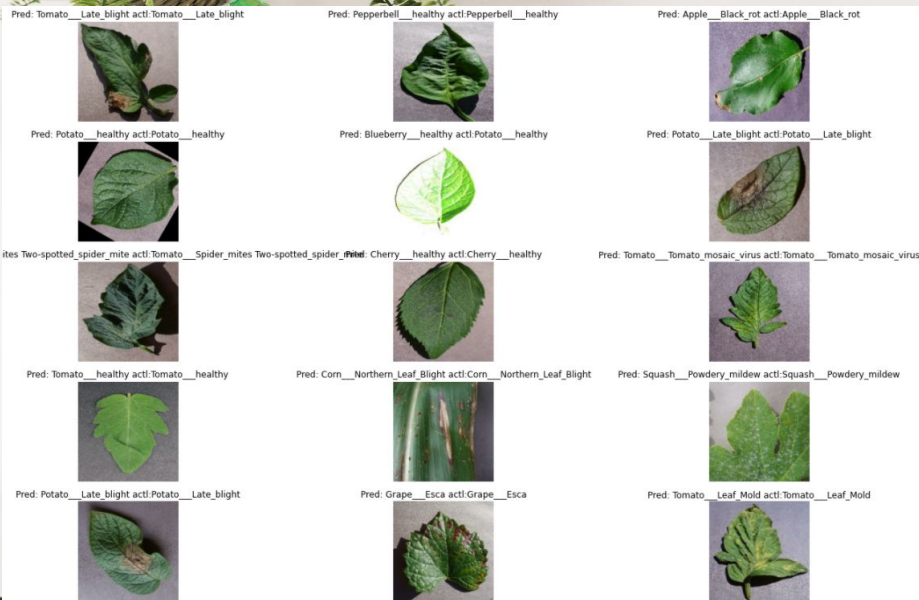 Pred: Tomato___Late_blight actl:Tomato___Late_blight
Pred: Pepperbell___healthy actl:Pepperbell___healthy
Pred: Apple___Black_rot actl:Apple___Black_rot
Pred: Potato___healthy actl:Potato___healthy
Pred: Blueberry___healthy actl:Potato___healthy
Pred: Potato___Late_blight actl:Potato___Late_blight
ites Two-spotted_spider_mite actl:Tomato___Spider_mites Two-spotted_spider_mite
Pred: Cherry___healthy actl:Cherry___healthy
Pred: Tomato___Tomato_mosaic_virus actl:Tomato___Tomato_mosaic_virus
Pred: Tomato___healthy actl:Tomato___healthy
Pred: Corn___Northern_Leaf_Blight actl:Corn___Northern_Leaf_Blight
Pred: Squash___Powdery_mildew actl:Squash___Powdery_mildew
Pred: Potato___Late_blight actl:Potato___Late_blight
Pred: Grape___Esca actl:Grape___Esca
Pred: Tomato___Leaf_Mold actl:Tomato___Leaf_Mold